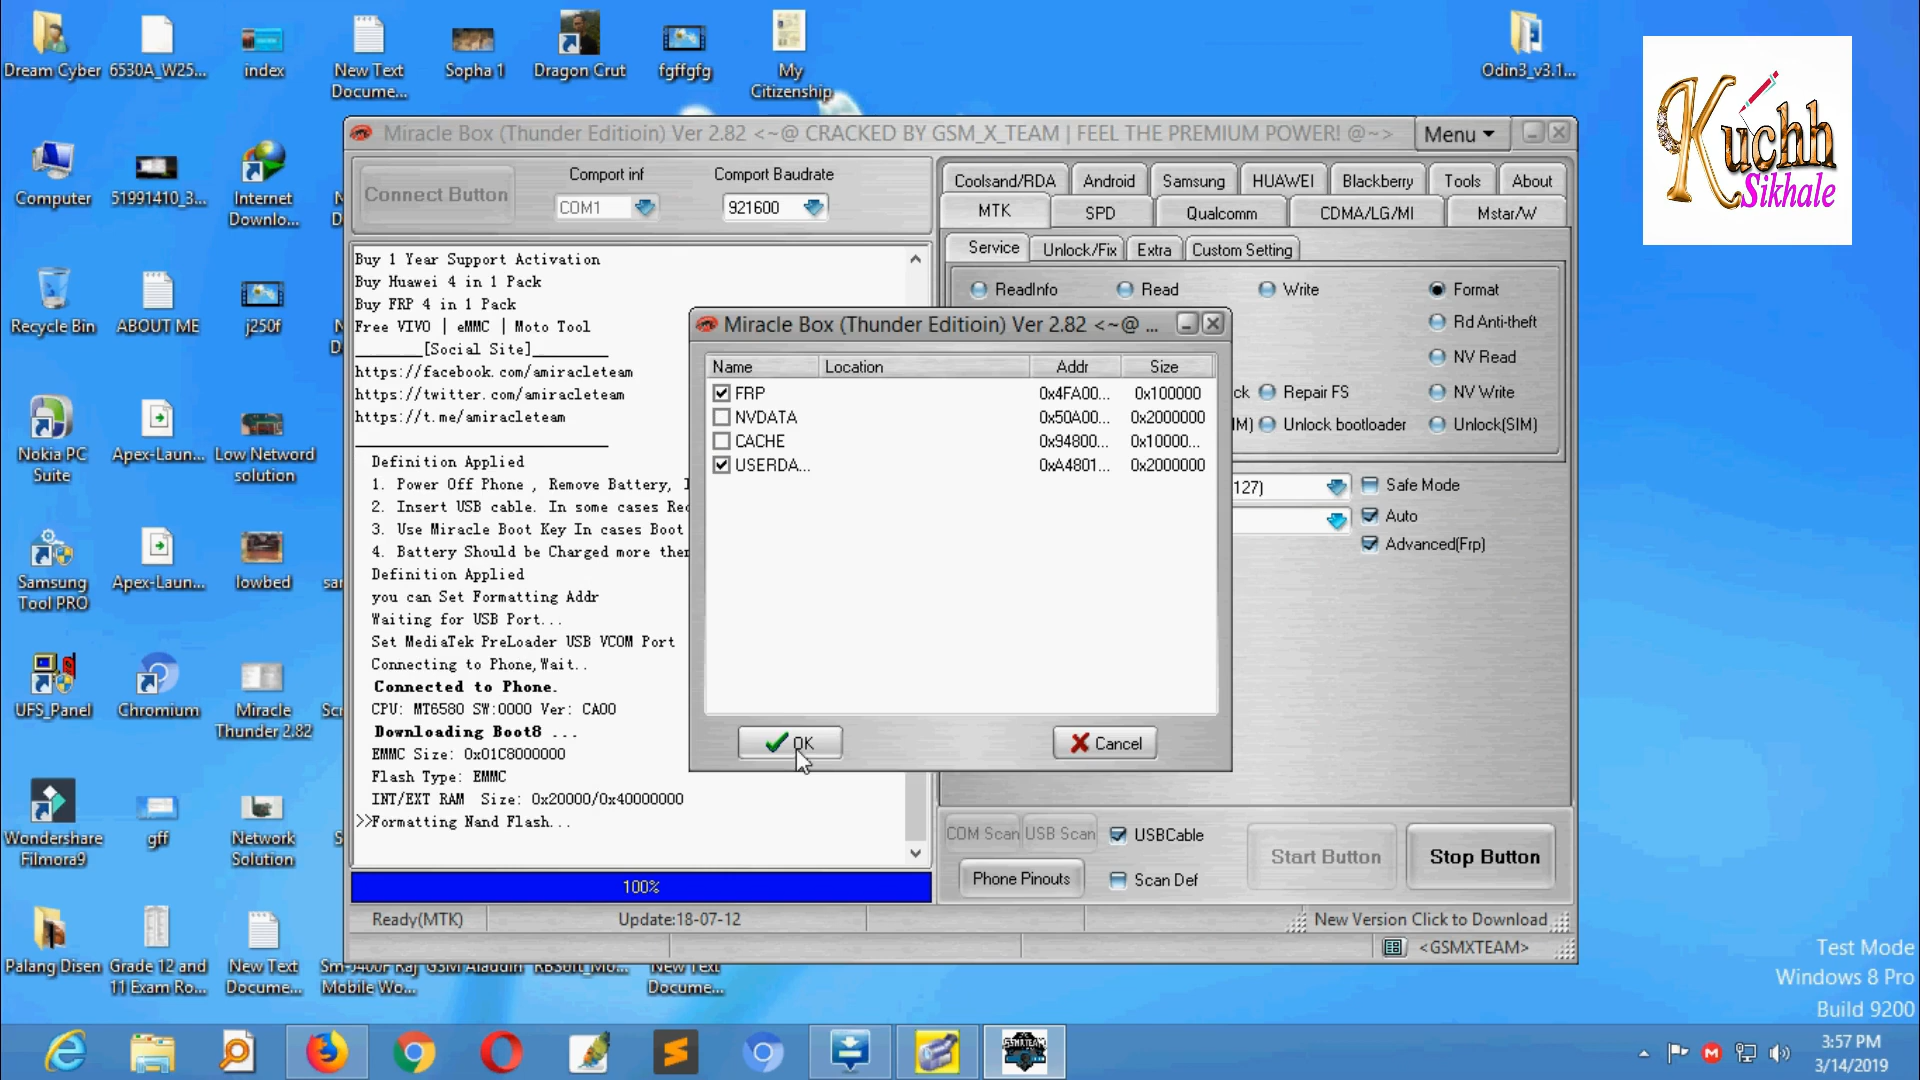 Dream Cyber
6530A_W25...
index
New Text
Docume...
Sopha 1
Dragon Crut
fgffgfg
My
Citizenship
Odin3_v3.1...
Kuchh
Sikhale
Computer
51991410_3...
Internet
Downlo...
Recycle Bin
ABOUT ME
j250f
Nokia PC
Suite
Apex-Laun...
Low Netword
solution
Samsung
Tool PRO
Apex-Laun...
lowbed
UFS_Panel
Chromium
Miracle
Thunder 2.82
Wondershare
Filmora9
gff
Network
Solution
Palang Disen
Grade 12 and
11 Exam Ro...
New Text
Docume...
Mobile Wo...
New Text
Docume...
Miracle Box (Thunder Editioin) Ver 2.82 <~@ CRACKED BY GSM_X_TEAM | FEEL THE PREMIUM POWER! @~>
Menu
Connect Button
Comport inf
COM1
Comport Baudrate
921600
Coolsand/RDA
Android
Samsung
HUAWEI
Blackberry
Tools
About
MTK
SPD
Qualcomm
CDMA/LG/MI
Mstar/W
Service
Unlock/Fix
Extra
Custom Setting
ReadInfo
Read
Write
Format
Rd Anti-theft
NV Read
ck
Repair FS
NV Write
M)
Unlock bootloader
Unlock(SIM)
127)
Safe Mode
Auto
Advanced(Frp)
Buy 1 Year Support Activation
Buy Huawei 4 in 1 Pack
Buy FRP 4 in 1 Pack
Free VIVO | eMMC | Moto Tool
_______[Social Site]________
https://facebook.com/amiracleteam
https://twitter.com/amiracleteam
https://t.me/amiracleteam
Definition Applied
1. Power Off Phone , Remove Battery,
2. Insert USB cable. In some cases
3. Use Miracle Boot Key In cases Boot
4. Battery Should be Charged more
Definition Applied
you can Set Formatting Addr
Waiting for USB Port...
Set MediaTek PreLoader USB VCOM Port
Connecting to Phone,Wait..
Connected to Phone.
CPU: MT6580 SW:0000 Ver: CA00
Downloading Boot8 ...
EMMC Size: 0x01C8000000
Flash Type: EMMC
INT/EXT RAM  Size: 0x20000/0x40000000
>>Formatting Nand Flash...
100%
Miracle Box (Thunder Editioin) Ver 2.82 <~@ ...
Name Location Addr Size
FRP 0x4FA00... 0x100000
NVDATA 0x50A00... 0x2000000
CACHE 0x94800... 0x10000...
USERDA... 0xA4801... 0x2000000
OK
Cancel
COM Scan
USB Scan
USBCable
Phone Pinouts
Scan Def
Start Button
Stop Button
Ready(MTK)
Update:18-07-12
New Version Click to Download
<GSMXTEAM>
Test Mode
Windows 8 Pro
Build 9200
3:57 PM
3/14/2019